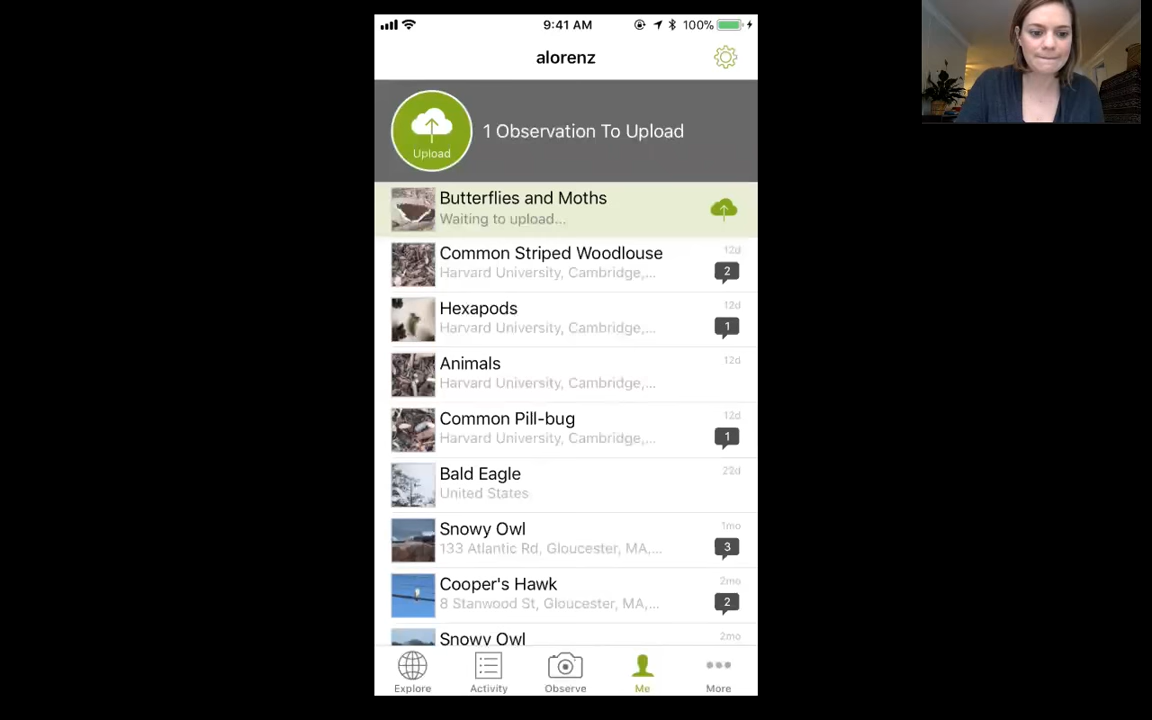 9:41 AM
100%
alorenz
Upload
1 Observation To Upload
Butterflies and Moths
Waiting to upload...
Common Striped Woodlouse
12d
Harvard University, Cambridge,...
2
Hexapods
12d
Harvard University, Cambridge,...
1
Animals
12d
Harvard University, Cambridge,...
Common Pill-bug
12d
Harvard University, Cambridge,...
1
Bald Eagle
22d
United States
Snowy Owl
1mo
133 Atlantic Rd, Gloucester, MA,...
3
Cooper's Hawk
2mo
8 Stanwood St, Gloucester, MA,...
2
Snowy Owl
2mo
Explore
Activity
Observe
Me
More